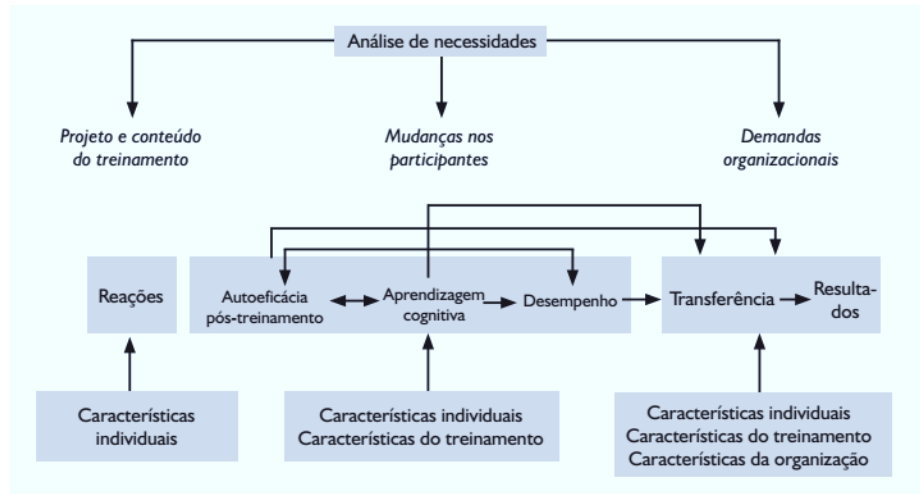 Análise de necessidades
Projeto e conteúdo
do treinamento
Mudanças nos
participantes
Demandas
organizacionais
Reações
Autoeficácia
pós-treinamento
Aprendizagem
cognitiva
Desempenho
Transferência
Resulta-
dos
Características
individuais
Características individuais
Características do treinamento
Características individuais
Características do treinamento
Características da organização